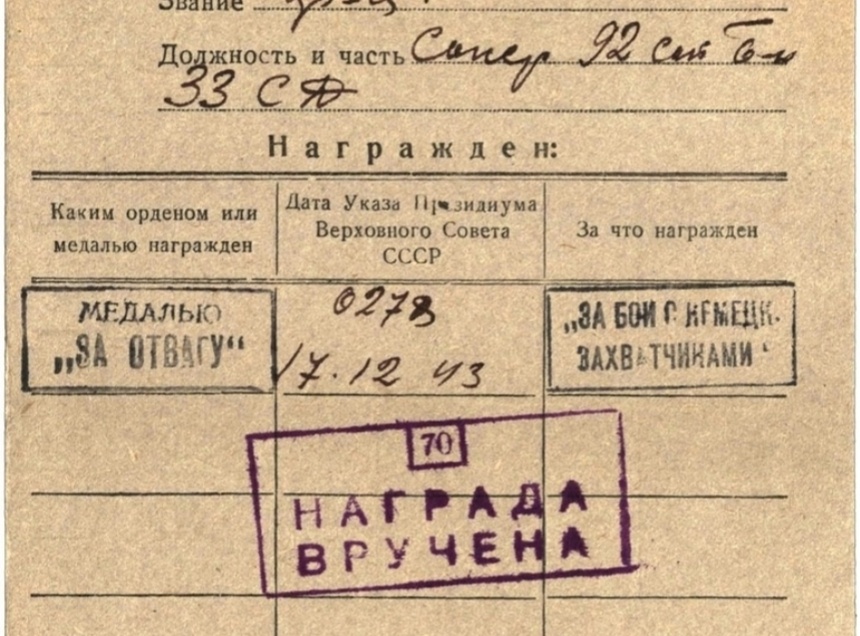 Звание
Должность и часть Сапер 92 сап б-н
33 СД
Награжден:
Каким орденом или
медалью награжден
Дата Указа Президиума
Верховного Совета
СССР
За что награжден
МЕДАЛЬЮ
„ЗА ОТВАГУ“
17.12 43
„ЗА БОИ С НЕМЕЦК.
ЗАХВАТЧИКАМИ“
70
НАГРАДА
ВРУЧЕНА